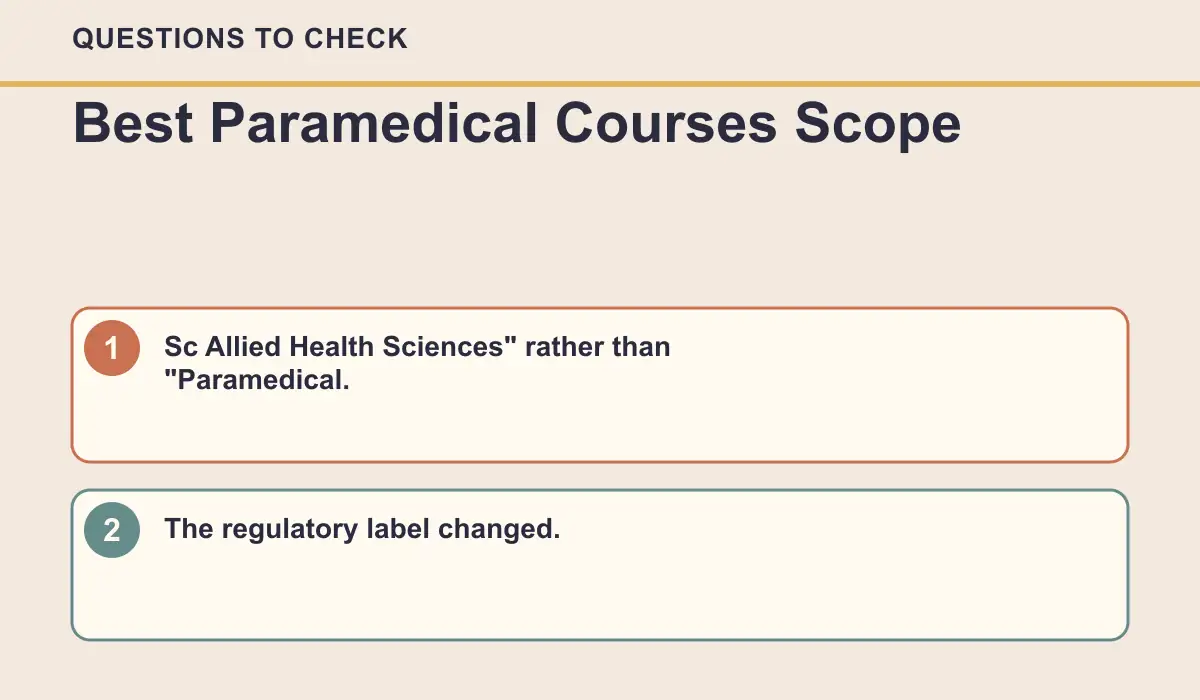 QUESTIONS TO CHECK
Best Paramedical Courses Scope
1
Sc Allied Health Sciences" rather than
"Paramedical.
2
The regulatory label changed.